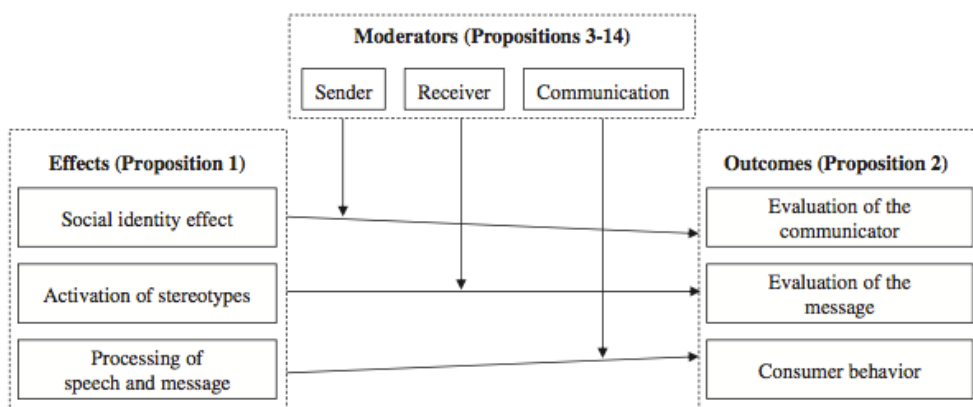 Moderators (Propositions 3-14)
Sender
Receiver
Communication
Effects (Proposition 1)
Social identity effect
Activation of stereotypes
Processing of
speech and message
Outcomes (Proposition 2)
Evaluation of the
communicator
Evaluation of the
message
Consumer behavior